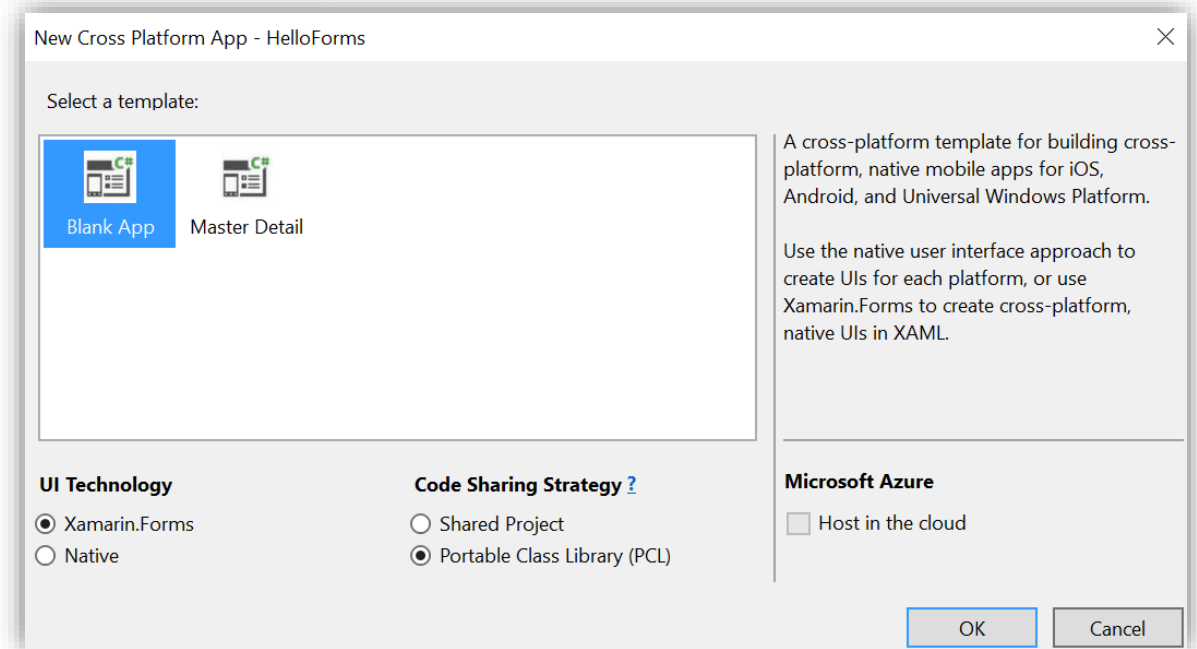 New Cross Platform App - HelloForms
Select a template:
C#
Blank App
C#
Master Detail
A cross-platform template for building cross-
platform, native mobile apps for iOS,
Android, and Universal Windows Platform.
Use the native user interface approach to
create UIs for each platform, or use
Xamarin.Forms to create cross-platform,
native UIs in XAML.
UI Technology
Xamarin.Forms
Native
Code Sharing Strategy ?
Shared Project
Portable Class Library (PCL)
Microsoft Azure
Host in the cloud
OK
Cancel